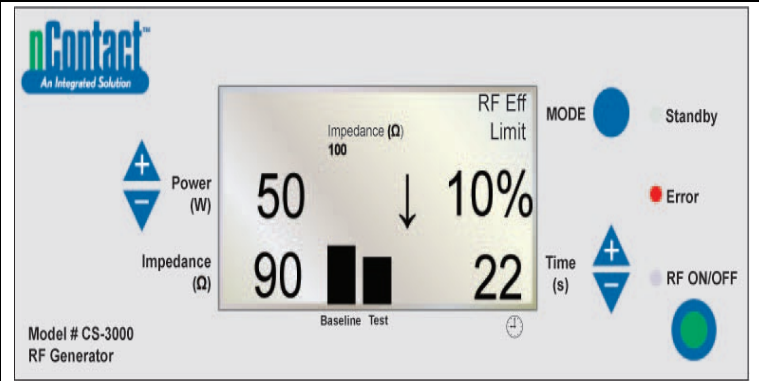 nContact™
An Integrated Solution
RF Eff
Limit
MODE
Standby
Impedance (Ω)
100
+
Power
(W)
50
↓
10%
Error
−
Impedance
(Ω)
90
22
Time
(s)
+
−
RF ON/OFF
Baseline Test
Model # CS-3000
RF Generator